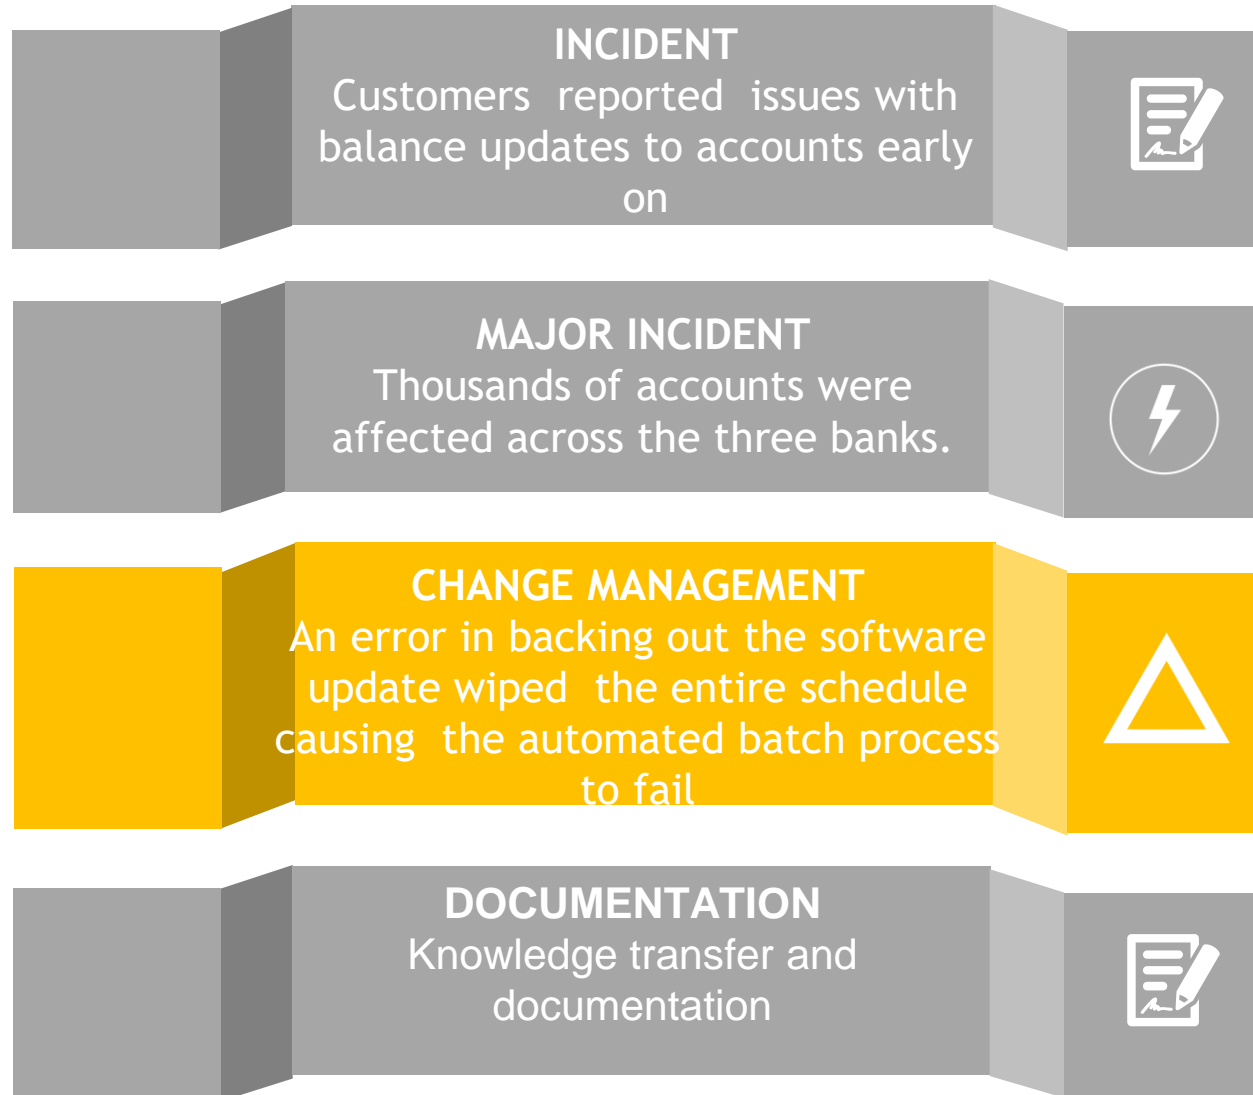 INCIDENT
Customers reported issues with
balance updates to accounts early
on
MAJOR INCIDENT
Thousands of accounts were
affected across the three banks.
CHANGE MANAGEMENT
An error in backing out the software
update wiped the entire schedule
causing the automated batch process
to fail
DOCUMENTATION
Knowledge transfer and
documentation